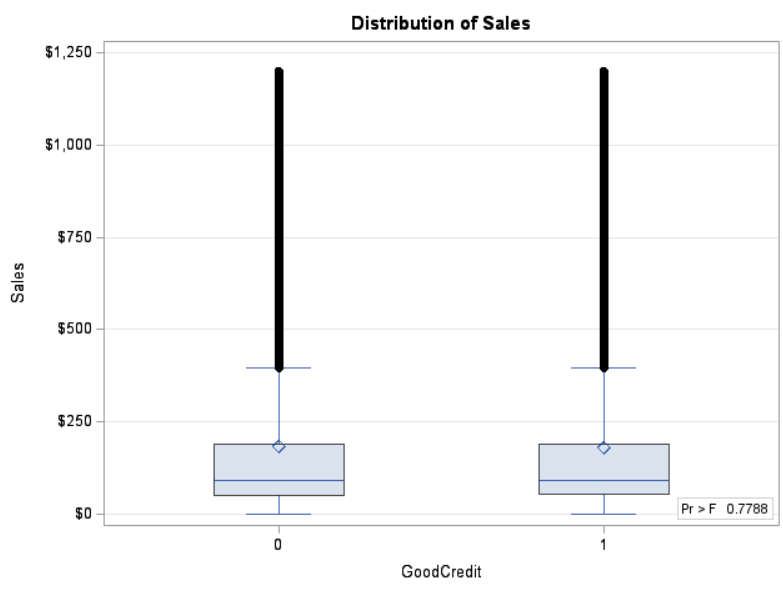 Distribution of Sales
$1,250
$1,000
$750
$500
$250
$0
Sales
0
1
Pr > F 0.7788
GoodCredit